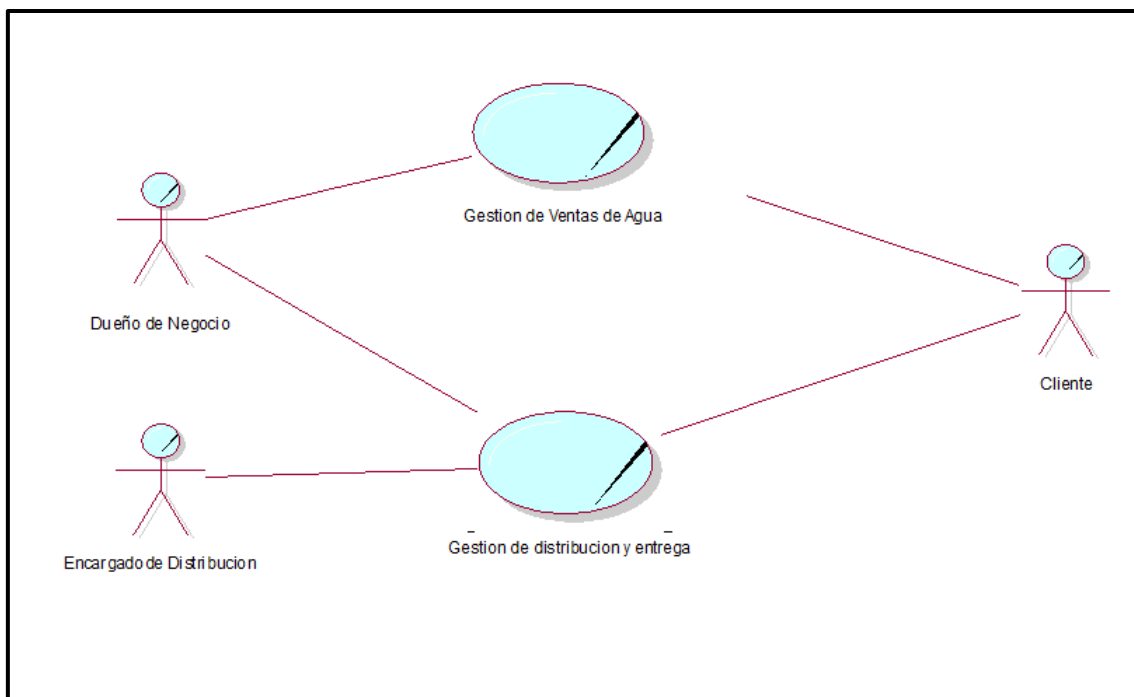 Gestion de Ventas de Agua
Dueño de Negocio
Cliente
Encargado de Distribucion
Gestion de distribucion y entrega